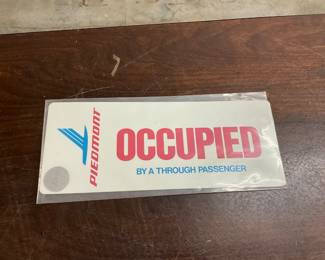 PIEDMONT
OCCUPIED
BY A THROUGH PASSENGER